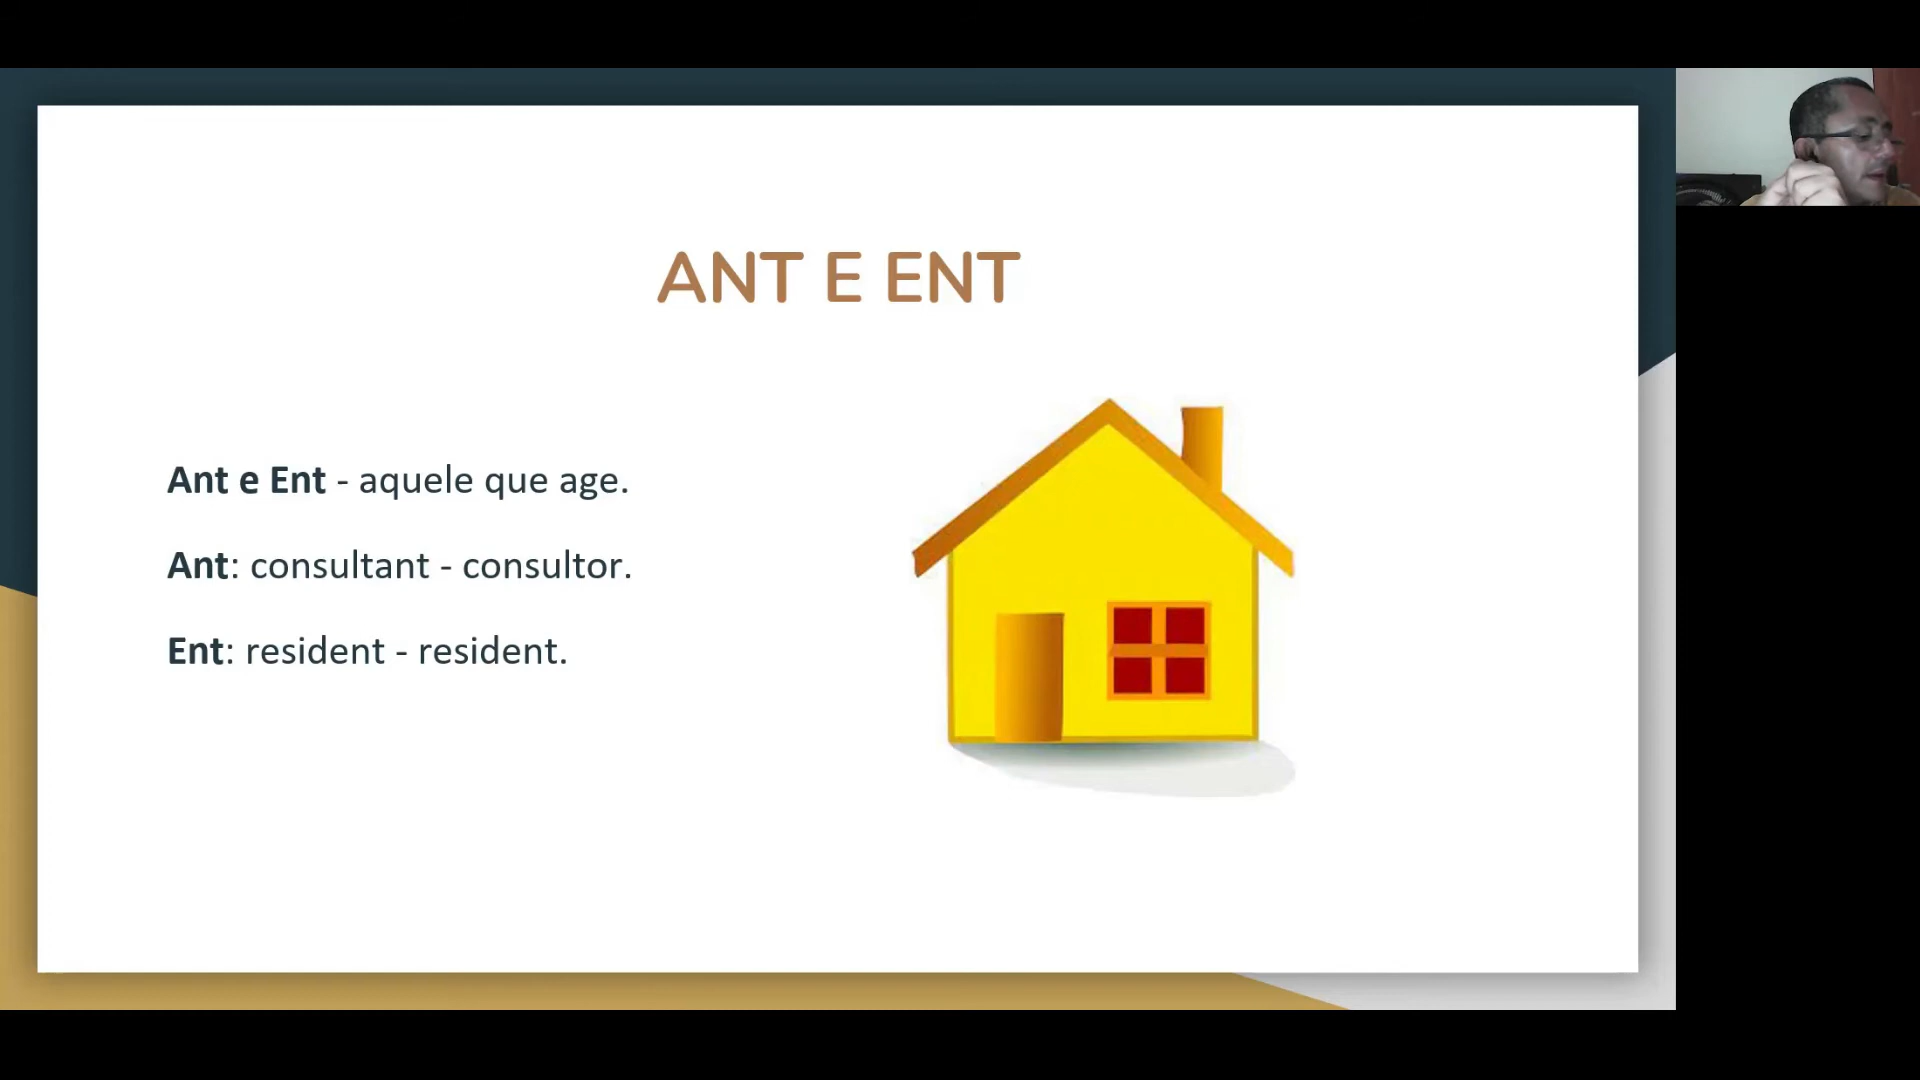 ANT E ENT
Ant e Ent - aquele que age.
Ant: consultant - consultor.
Ent: resident - resident.